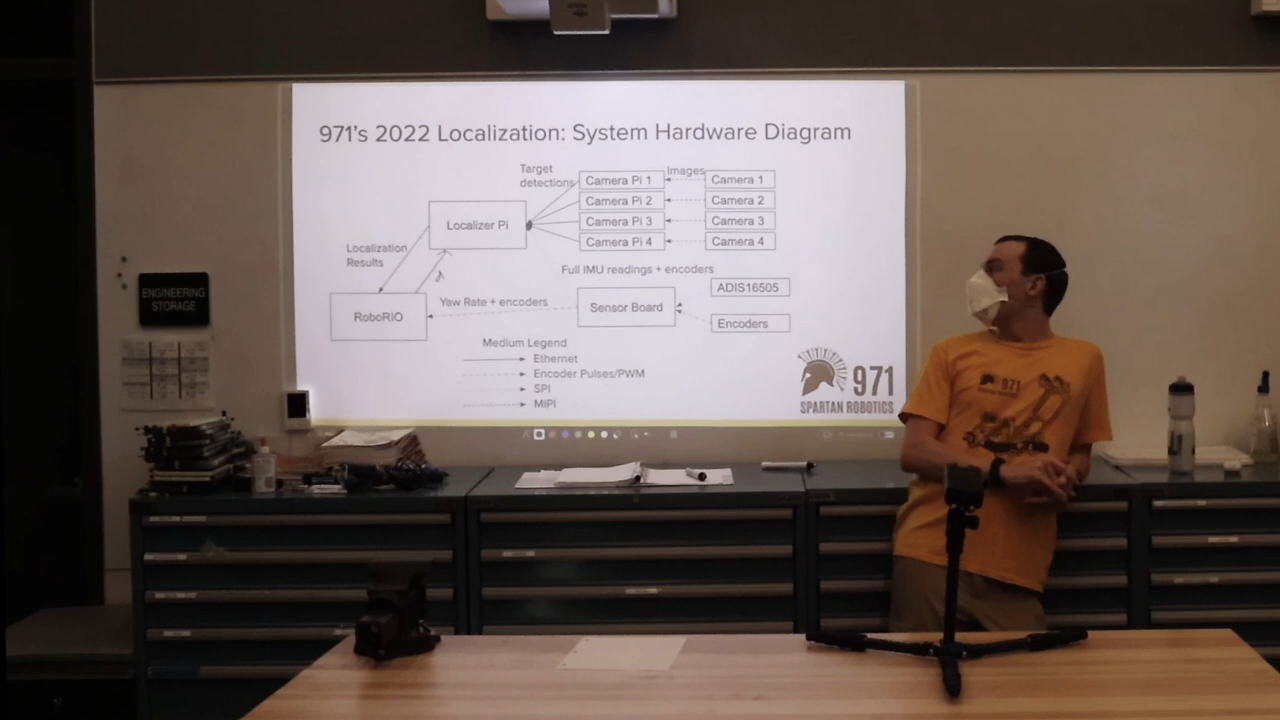 971's 2022 Localization: System Hardware Diagram
Target
detections
Images
Camera Pi 1
Camera 1
Camera Pi 2
Camera 2
Camera Pi 3
Camera 3
Camera Pi 4
Camera 4
Localizer Pi
Localization
Results
Full IMU readings + encoders
ADIS16505
Yaw Rate + encoders
Sensor Board
RoboRIO
Encoders
Medium Legend
Ethernet
Encoder Pulses/PWM
SPI
MIPI
971
SPARTAN ROBOTICS
ENGINEERING
STORAGE
971